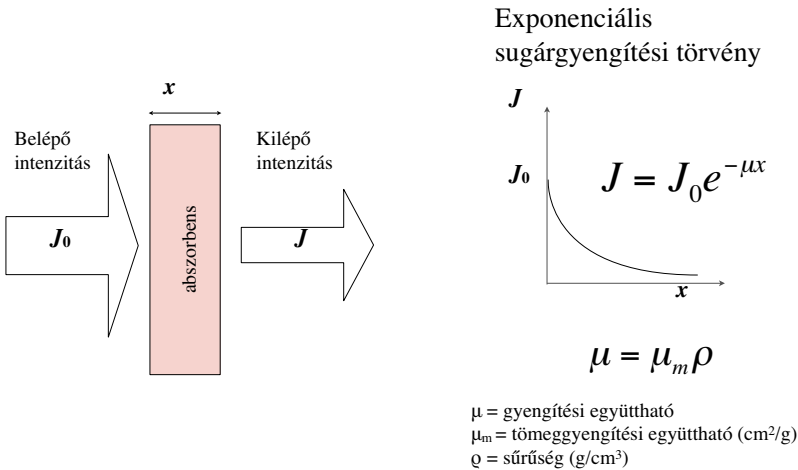 Exponenciális
sugárgyengítési törvény
x
Belépő
intenzitás
Kilépő
intenzitás
J₀
abszorbens
J
J
J₀
J = J₀e^{-μx}
x
μ = μₘρ
μ = gyengítési együttható
μₘ = tömeggyengítési együttható (cm²/g)
ϱ = sűrűség (g/cm³)